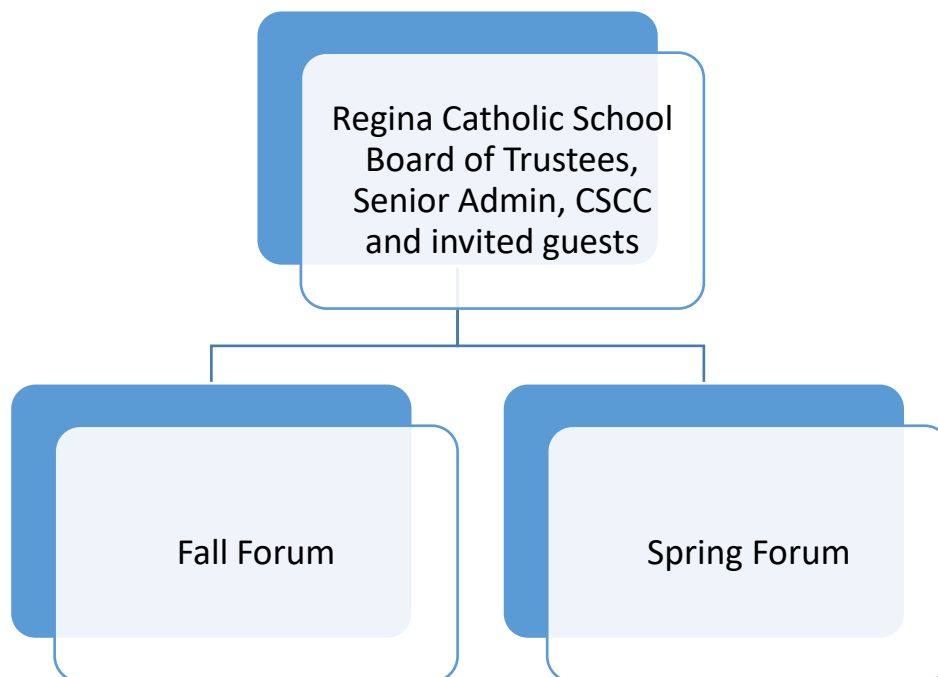 Regina Catholic School
Board of Trustees,
Senior Admin, CSCC
and invited guests
Fall Forum
Spring Forum